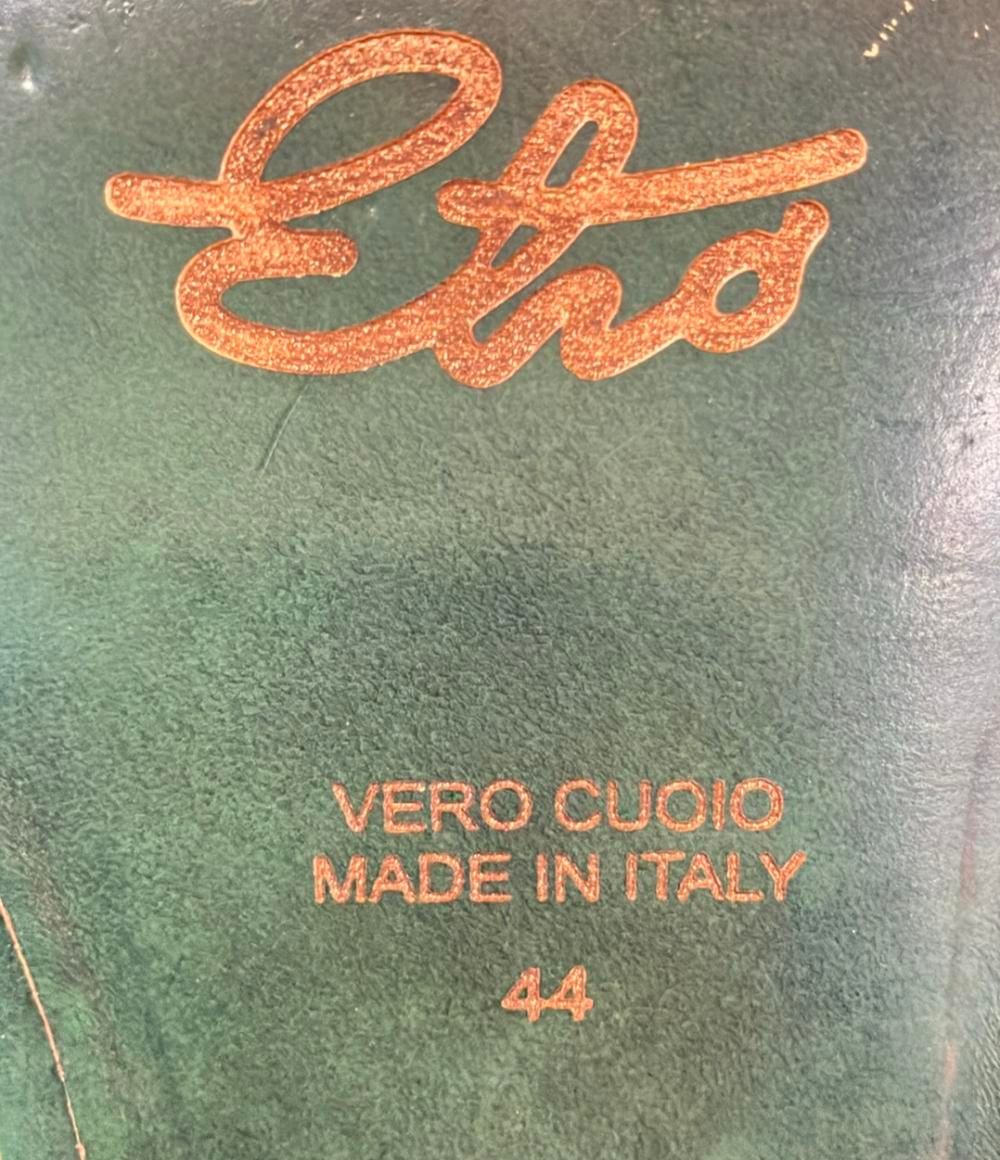 Etro
VERO CUOIO
MADE IN ITALY
44